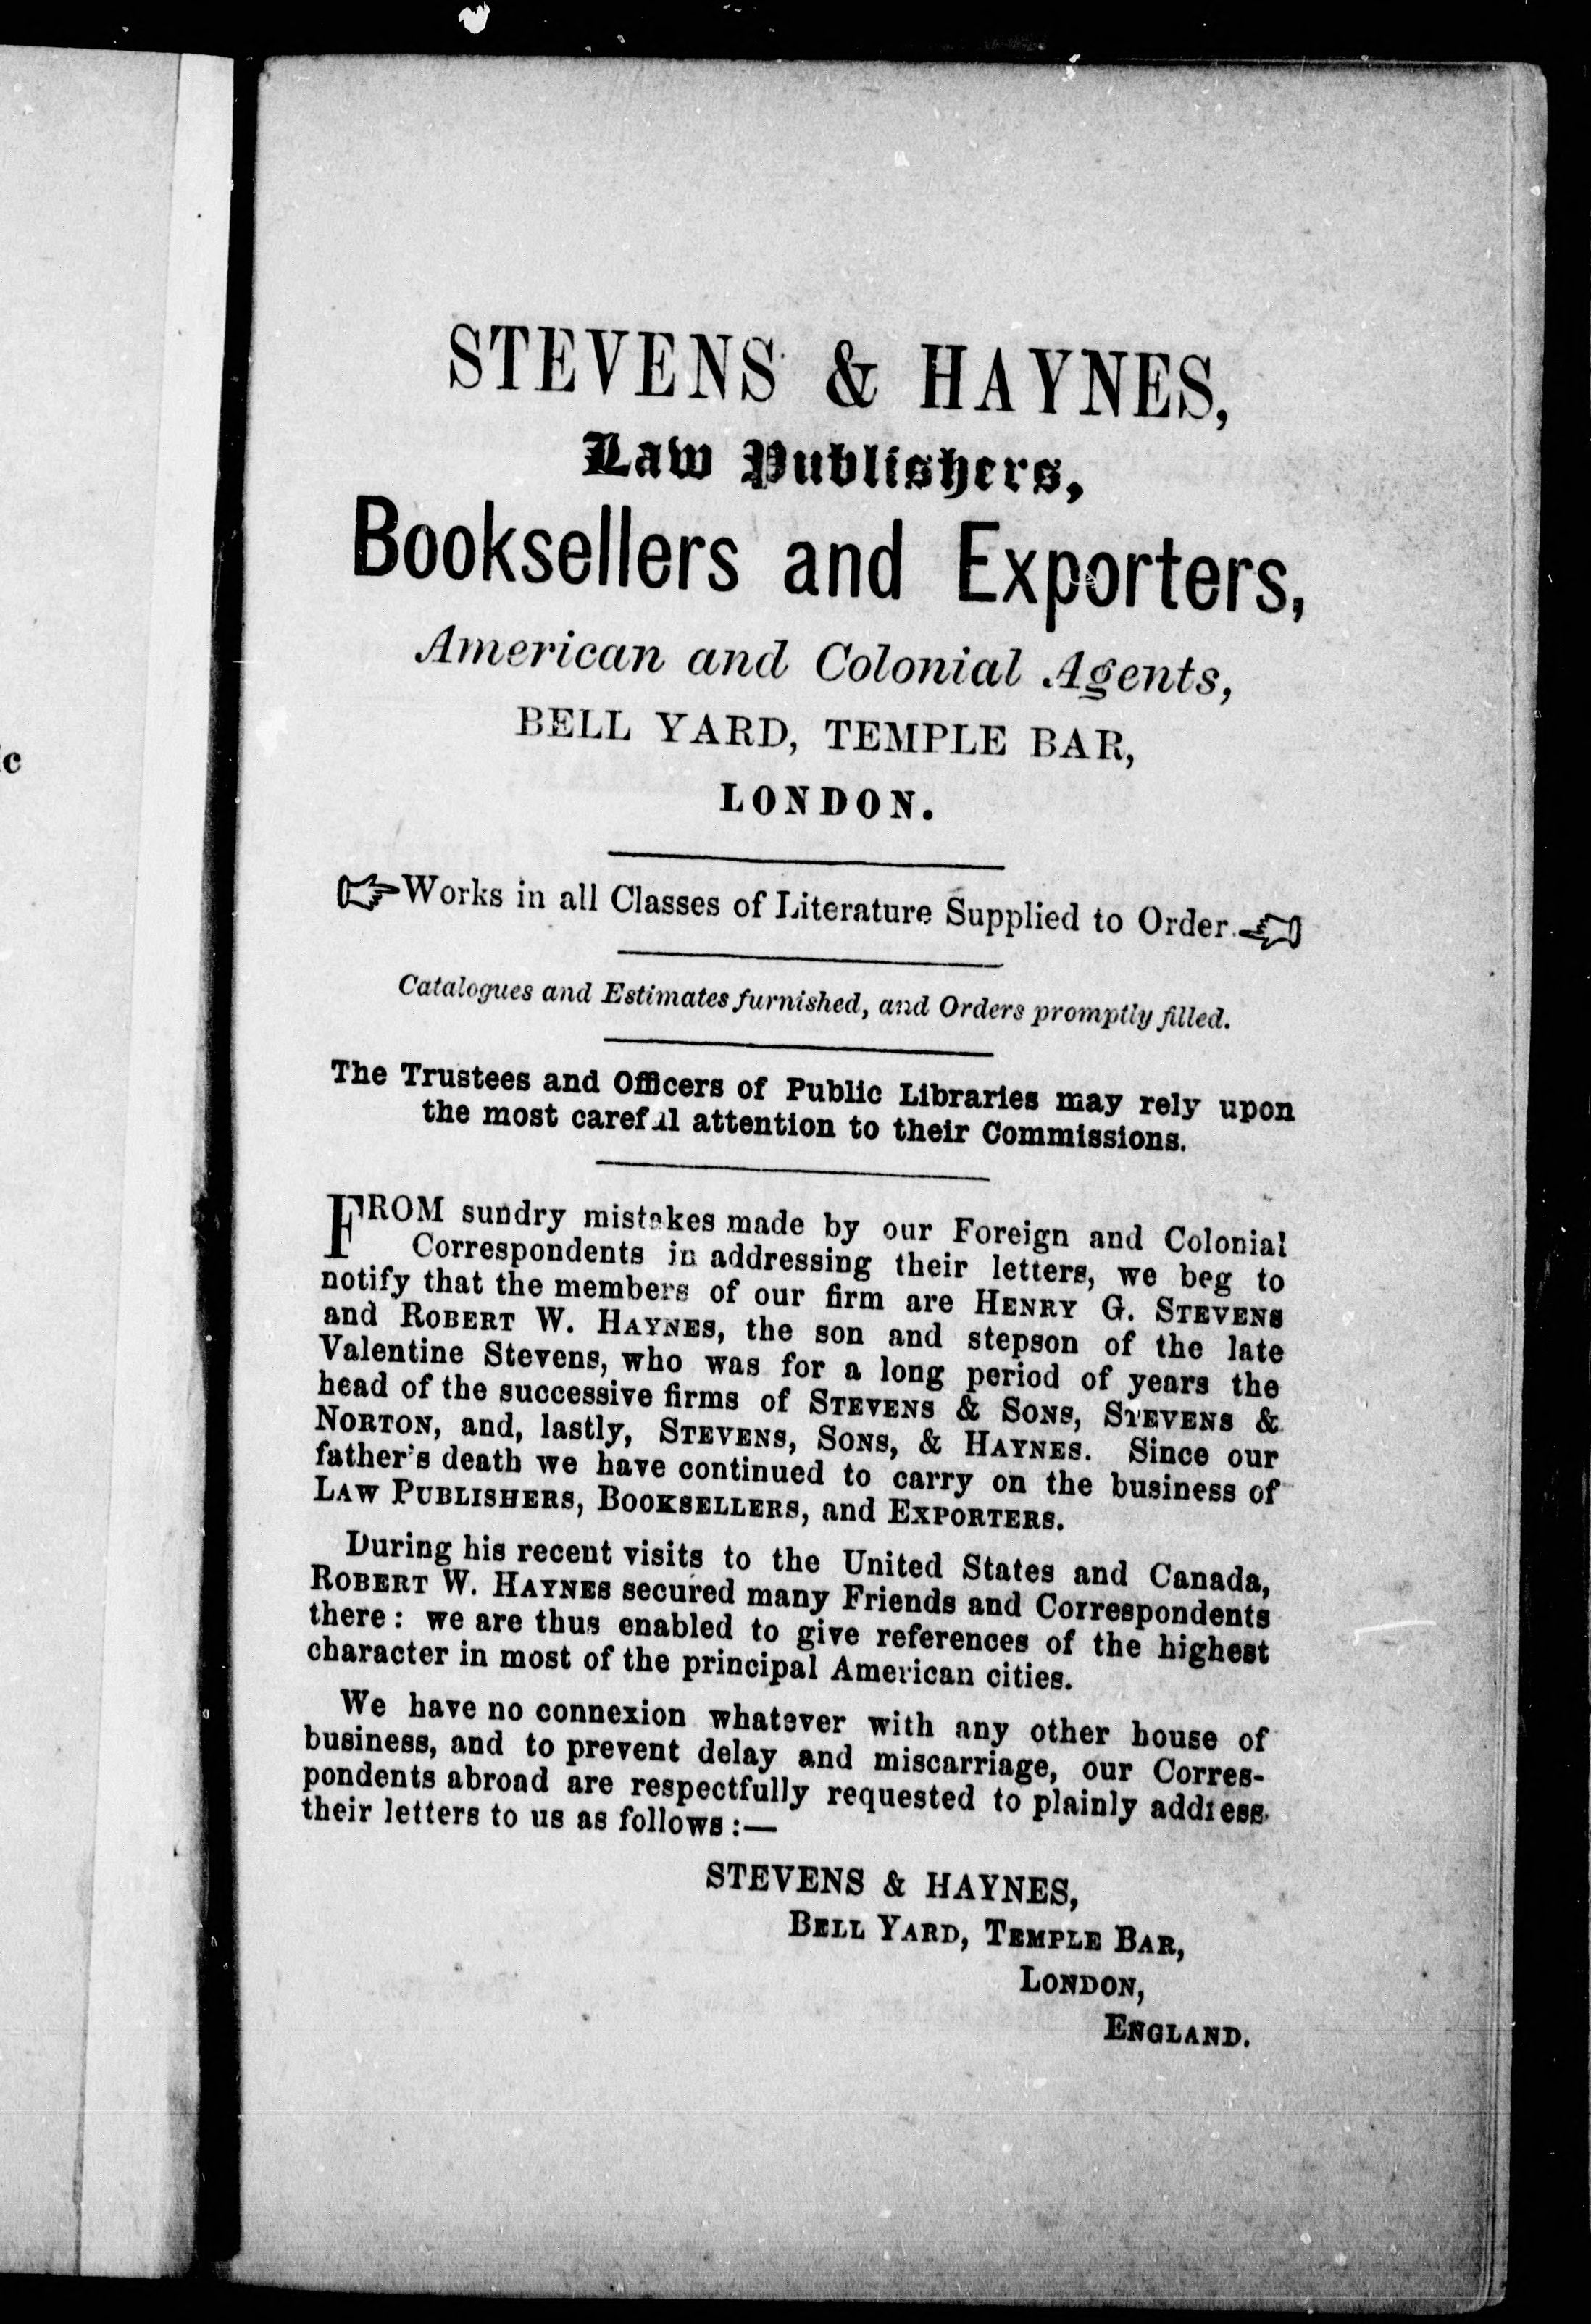 STEVENS & HAYNES,
Law Publishers,
Booksellers and Exporters,
American and Colonial Agents,
BELL YARD, TEMPLE BAR,
LONDON.
☞Works in all Classes of Literature Supplied to Order.☜
Catalogues and Estimates furnished, and Orders promptly filled.
The Trustees and Officers of Public Libraries may rely upon
the most careful attention to their Commissions.
FROM sundry mistakes made by our Foreign and Colonial
Correspondents in addressing their letters, we beg to
notify that the members of our firm are HENRY G. STEVENS
and ROBERT W. HAYNES, the son and stepson of the late
Valentine Stevens, who was for a long period of years the
head of the successive firms of STEVENS & SONS, STEVENS &
NORTON, and, lastly, STEVENS, SONS, & HAYNES. Since our
father's death we have continued to carry on the business of
LAW PUBLISHERS, BOOKSELLERS, and EXPORTERS.
During his recent visits to the United States and Canada,
ROBERT W. HAYNES secured many Friends and Correspondents
there: we are thus enabled to give references of the highest
character in most of the principal American cities.
We have no connexion whatever with any other house of
business, and to prevent delay and miscarriage, our Corres-
pondents abroad are respectfully requested to plainly address
their letters to us as follows:—
STEVENS & HAYNES,
BELL YARD, TEMPLE BAR,
LONDON,
ENGLAND.